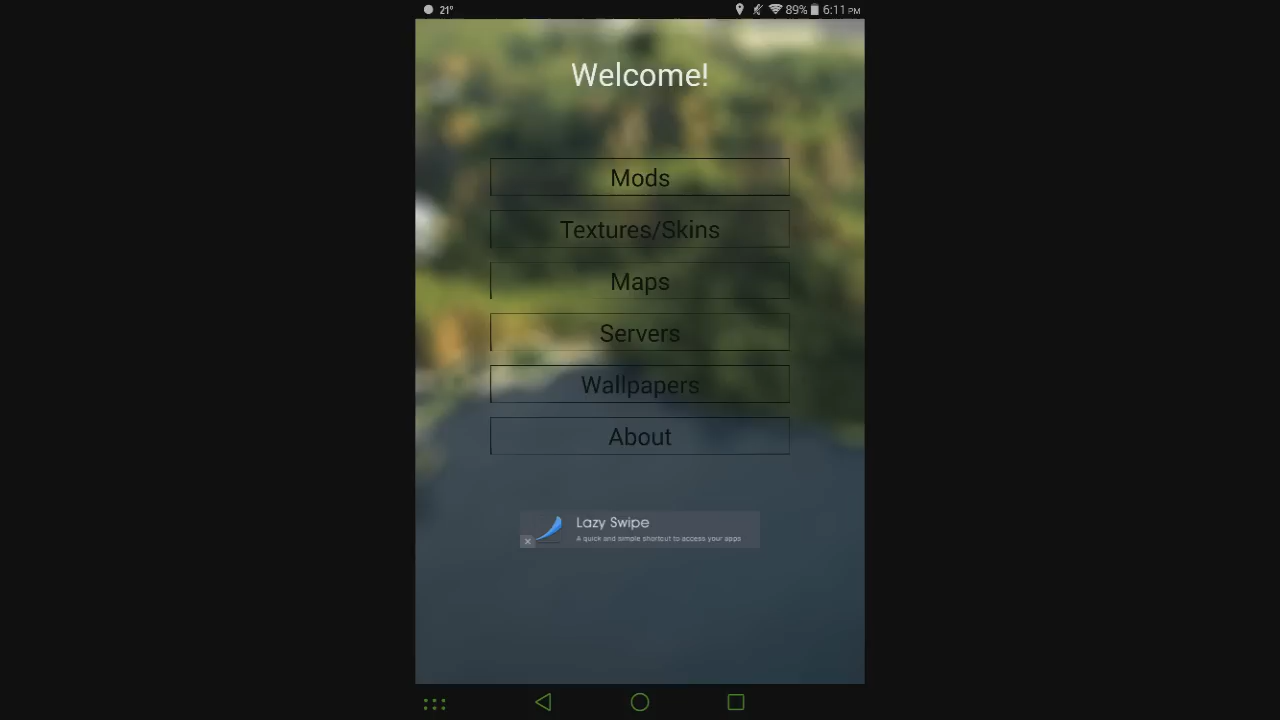 21°
89%
6:11 PM
Welcome!
Mods
Textures/Skins
Maps
Servers
Wallpapers
About
Lazy Swipe
A quick and simple shortcut to access your apps